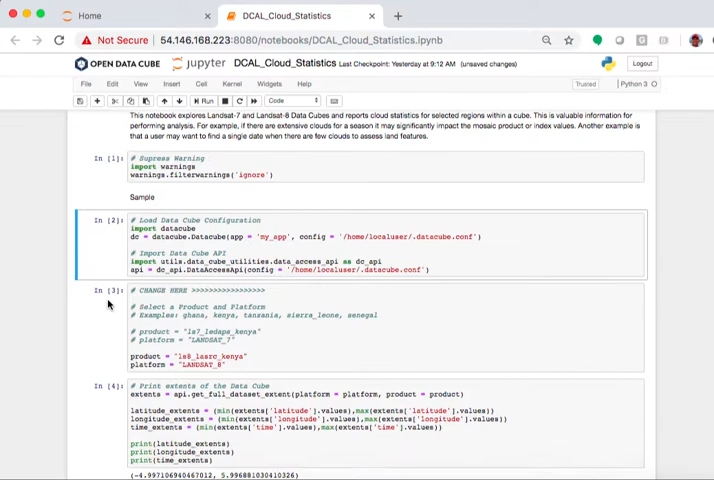 Home
DCAL_Cloud_Statistics
Not Secure 54.146.168.223:8080/notebooks/DCAL_Cloud_Statistics.ipynb
OPEN DATA CUBE jupyter DCAL_Cloud_Statistics Last Checkpoint: Yesterday at 9:12 AM (unsaved changes) Logout
File Edit View Insert Cell Kernel Widgets Help Trusted Python 3
Run Code
This notebook explores Landsat-7 and Landsat-8 Data Cubes and reports cloud statistics for selected regions within a cube. This is valuable information for
performing analysis. For example, if there are extensive clouds for a season it may significantly impact the mosaic product or index values. Another example is
that a user may want to find a single date when there are few clouds to assess land features.
In [1]: # Supress Warning
import warnings
warnings.filterwarnings('ignore')
Sample
In [2]: # Load Data Cube Configuration
import datacube
dc = datacube.Datacube(app = 'my_app', config = '/home/localuser/.datacube.conf')
# Import Data Cube API
import utils.data_cube_utilities.data_access_api as dc_api
api = dc_api.DataAccessApi(config = '/home/localuser/.datacube.conf')
In [3]: # CHANGE HERE >>>>>>>>>>>>>>>>>
# Select a Product and Platform
# Examples: ghana, kenya, tanzania, sierra_leone, senegal
# product = "ls7_ledaps_kenya"
# platform = "LANDSAT_7"
product = "ls8_lasrc_kenya"
platform = "LANDSAT_8"
In [4]: # Print extents of the Data Cube
extents = api.get_full_dataset_extent(platform = platform, product = product)
latitude_extents = (min(extents['latitude'].values),max(extents['latitude'].values))
longitude_extents = (min(extents['longitude'].values),max(extents['longitude'].values))
time_extents = (min(extents['time'].values),max(extents['time'].values))
print(latitude_extents)
print(longitude_extents)
print(time_extents)
(-4.997106940467012, 5.996881030410326)